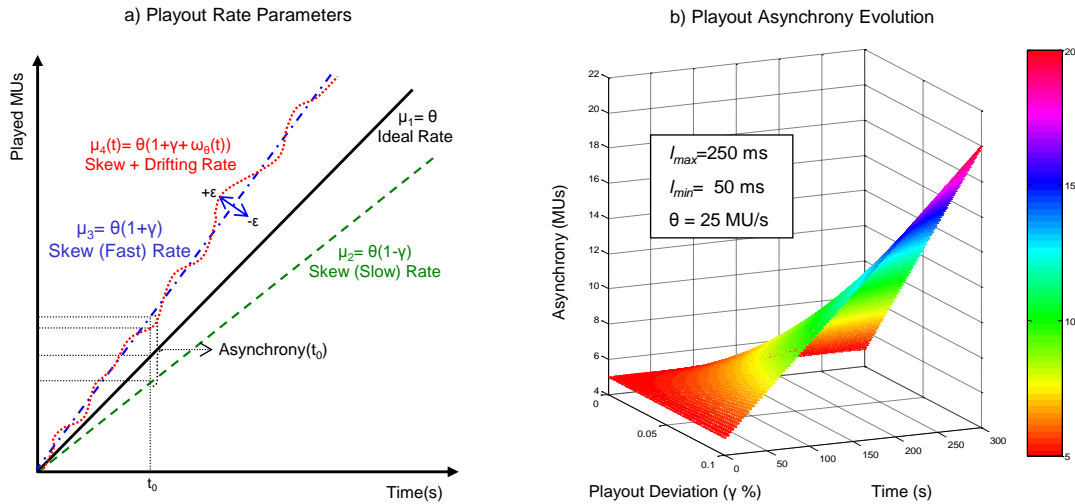 a) Playout Rate Parameters
Played MUs
μ₄(t)= θ(1+γ+ ωθ(t))
Skew + Drifting Rate
μ₁= θ
Ideal Rate
+ε
-ε
μ₃= θ(1+γ)
Skew (Fast) Rate
μ₂= θ(1-γ)
Skew (Slow) Rate
Asynchrony(t₀)
t₀
Time(s)
b) Playout Asynchrony Evolution
Asynchrony (MUs)
22
20
18
16
14
12
10
8
6
4
lmax=250 ms
lmin= 50 ms
θ = 25 MU/s
0
0.05
0.1
Playout Deviation (γ %)
0
50
100
150
200
250
300
Time (s)
20
15
10
5